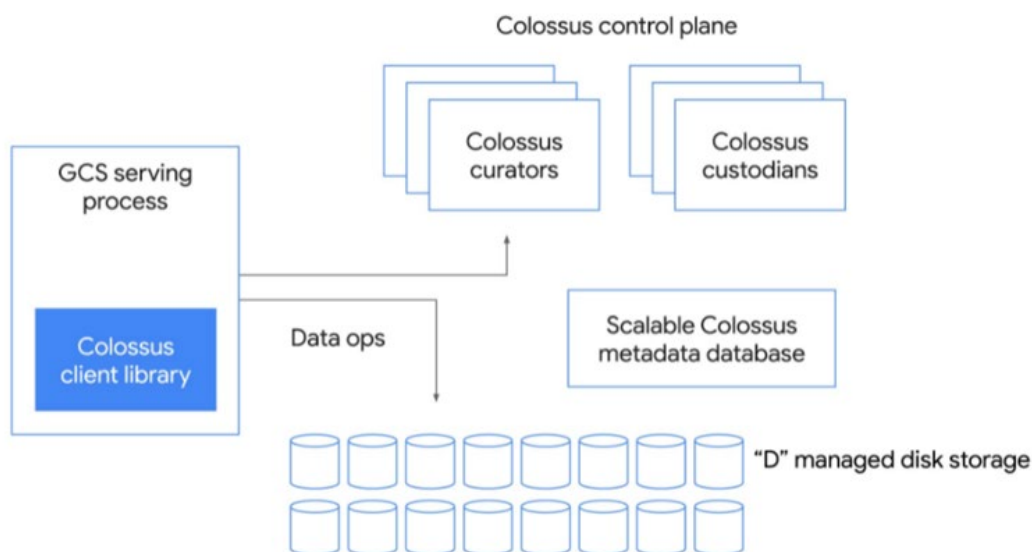 Colossus control plane
Colossus
curators
Colossus
custodians
GCS serving
process
Colossus
client library
Data ops
Scalable Colossus
metadata database
“D” managed disk storage